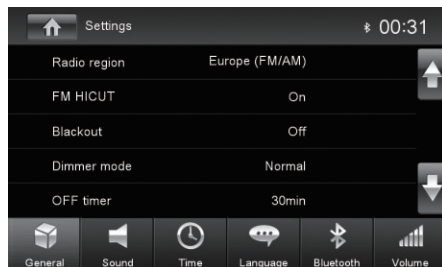 Settings 00:31
Radio region Europe (FM/AM)
FM HICUT On
Blackout Off
Dimmer mode Normal
OFF timer 30min
General Sound Time Language Bluetooth Volume